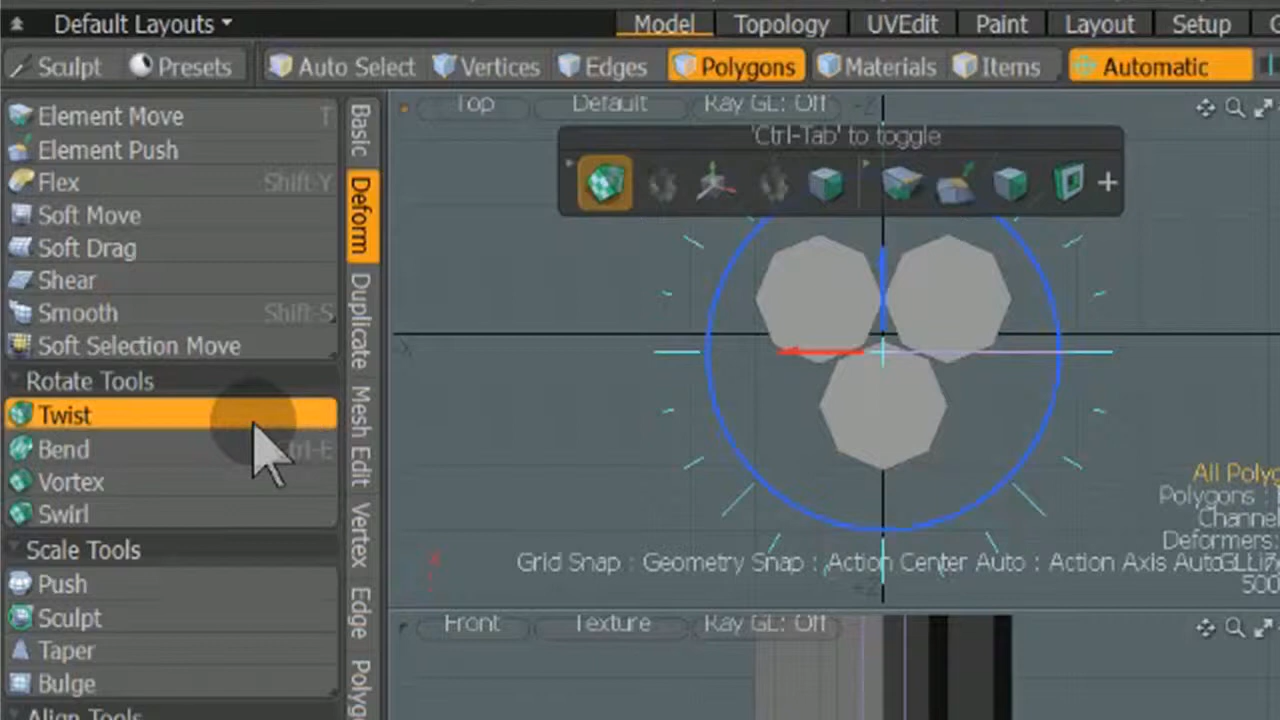 Default Layouts
Model Topology UVEdit Paint Layout Setup
Sculpt Presets Auto Select Vertices Edges Polygons Materials Items Automatic
Element Move T
Element Push
Flex Shift-Y
Soft Move
Soft Drag
Shear
Smooth Shift-S
Soft Selection Move
Rotate Tools
Twist
Bend Ctrl-E
Vortex
Swirl
Scale Tools
Push
Sculpt
Taper
Bulge
Align Tools
Basic
Deform
Duplicate
Mesh Edit
Vertex
Edge
Top Default Ray GL: Off
'Ctrl-Tab' to toggle
All
Polygons :
Deformers:
Grid Snap : Geometry Snap : Action Center Auto : Action Axis Auto
Front Texture Ray GL: Off